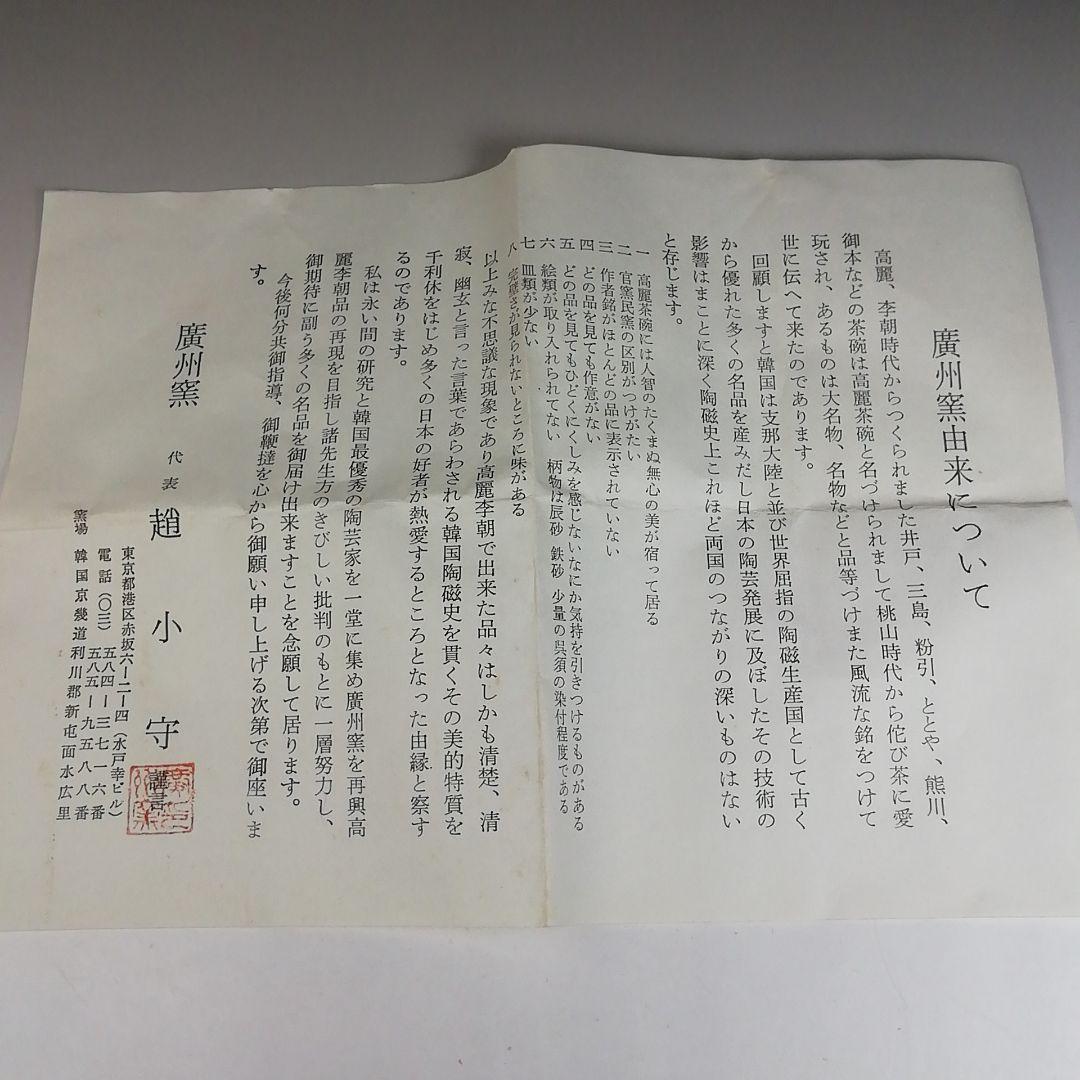 廣州窯由来について
高麗、李朝時代からつくられました井戸、三島、粉引、ととや、熊川、
御本などの茶碗は高麗茶碗と名づけられまして桃山時代から侘び茶に愛
玩され、あるものは大名物、名物などと品等づけまた風流な銘をつけて
世に伝へて来たのであります。
回顧しますと韓国は支那大陸と並び世界屈指の陶磁生産国として古く
から優れた多くの名品を産みだし日本の陶芸発展に及ぼしたその技術の
影響はまことに深く陶磁史上これほど両国のつながりの深いものはない
と存じます。
一 高麗茶碗には人智のたくまぬ無心の美が宿って居る
二 官窯民窯の区別がつけがたい
三 作者銘がほとんどの品に表示されていない
四 どの品を見ても作意がない
五 どの品を見てもひどくにくしみを感じないなにか気持を引きつけるものがある
六 絵類が取り入れられてない 柄物は辰砂 鉄砂 少量の呉須の染付程度である
七 皿類が少ない
八 完璧さが見られないところに味がある
以上みな不思議な現象であり高麗李朝で出来た品々はしかも清楚、清
寂、幽玄と言った言葉であらわされる韓国陶磁史を貫くその美的特質を
千利休をはじめ多くの日本の好者が熱愛するところとなった由縁と察す
るのであります。
私は永い間の研究と韓国最優秀の陶芸家を一堂に集め廣州窯を再興高
麗李朝品の再現を目指し諸先生方のきびしい批判のもとに一層努力し、
御期待に副う多くの名品を御届け出来ますことを念願して居ります。
今後何分共御指導、御鞭撻を心から御願い申し上げる次第で御座いま
す。
廣州窯 代表 趙小守 謹言
東京都港区赤坂六ー二ー四(水戸幸ビル)
電話(〇三)五八四ー三七一六番
五八五ー九五八八番
窯場 韓国京畿道利川郡新屯面水広里